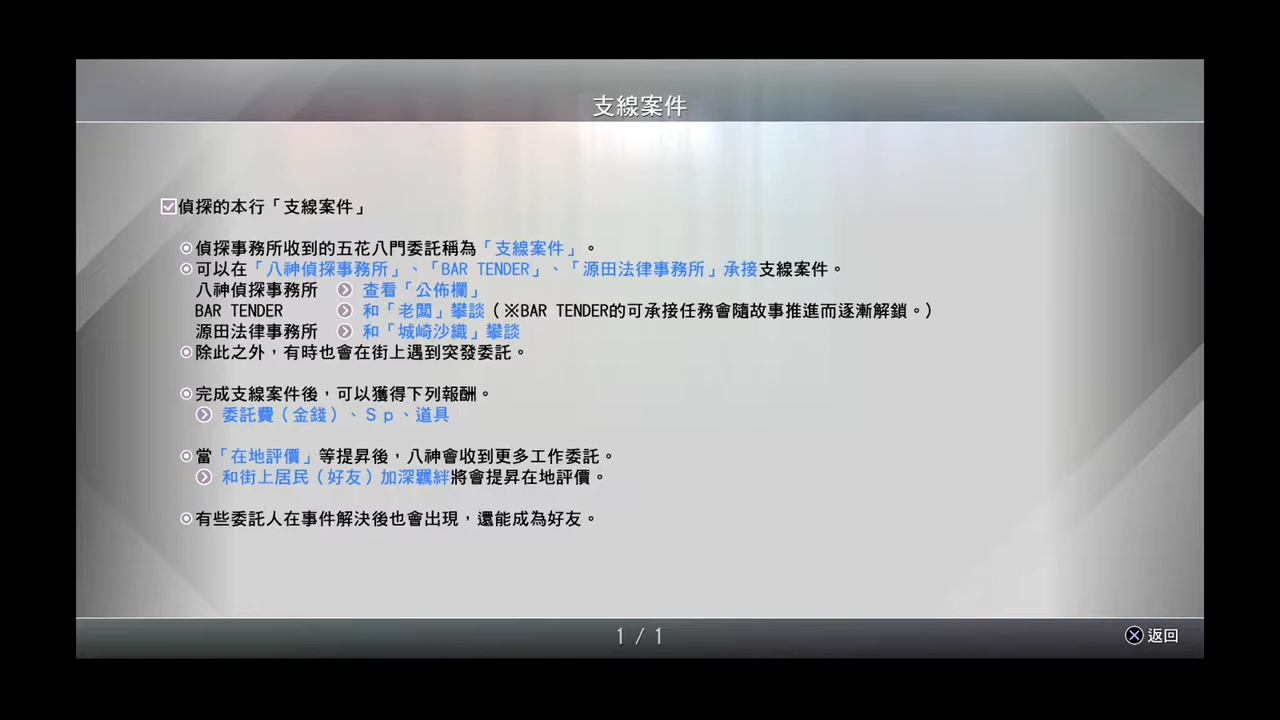 支線案件
偵探的本行「支線案件」
偵探事務所收到的五花八門委託稱為「支線案件」。
可以在「八神偵探事務所」、「BAR TENDER」、「源田法律事務所」承接支線案件。
八神偵探事務所 查看「公佈欄」
BAR TENDER 和「老闆」攀談（※BAR TENDER的可承接任務會隨故事推進而逐漸解鎖。）
源田法律事務所 和「城崎沙織」攀談
除此之外，有時也會在街上遇到突發委託。
完成支線案件後，可以獲得下列報酬。
委託費（金錢）、Ｓｐ、道具
當「在地評價」等提昇後，八神會收到更多工作委託。
和街上居民（好友）加深羈絆將會提昇在地評價。
有些委託人在事件解決後也會出現，還能成為好友。
1 / 1
返回